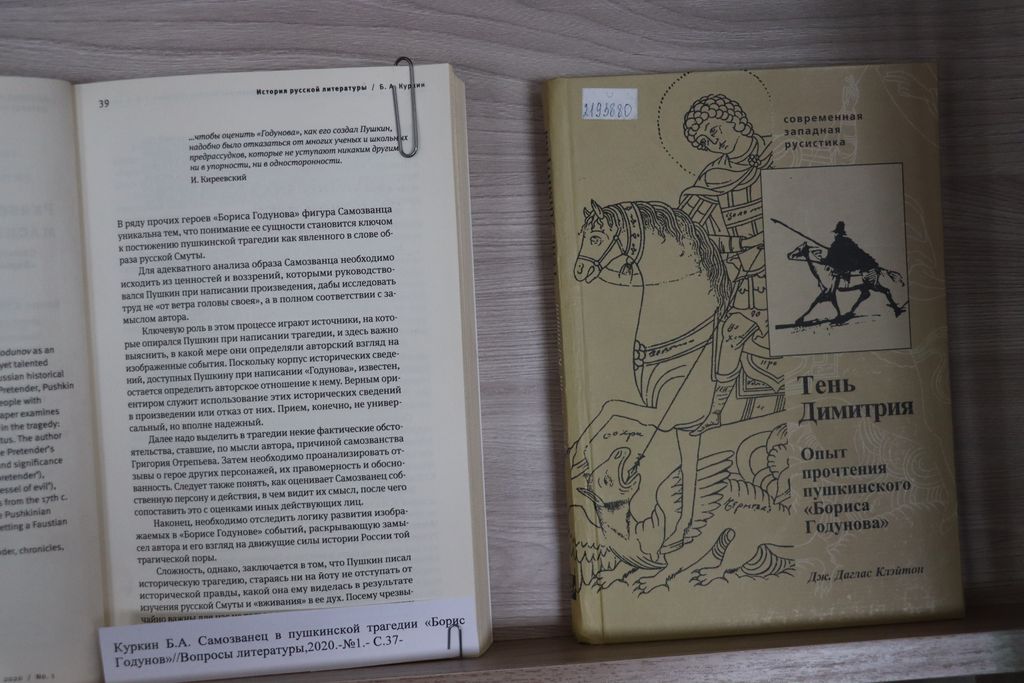 odunov» as an
yet talented
ussian historical
Pretender, Pushkin
eople with
aper examines
in the tragedy:
tus. The author
e Pretender's
nd significance
retender'),
essel of evil'),
s from the 17th c.
Pushkinian
etting a Faustian
nder, chronicles,
2020 / No. 1
39
История русской литературы / Б. А. Куркин
...чтобы оценить «Годунова», как его создал Пушкин,
надобно было отказаться от многих ученых и школьных
предрассудков, которые не уступают никаким другим
ни в упорности, ни в односторонности.
И. Киреевский
В ряду прочих героев «Бориса Годунова» фигура Самозванца
уникальна тем, что понимание ее сущности становится ключом
к постижению пушкинской трагедии как явленного в слове об-
раза русской Смуты.
Для адекватного анализа образа Самозванца необходимо
исходить из ценностей и воззрений, которыми руководство-
вался Пушкин при написании произведения, дабы исследовать
труд не «от ветра головы своея», а в полном соответствии с за-
мыслом автора.
Ключевую роль в этом процессе играют источники, на кото-
рые опирался Пушкин при написании трагедии, и здесь важно
выяснить, в какой мере они определяли авторский взгляд на
изображенные события. Поскольку корпус исторических сведе-
ний, доступных Пушкину при написании «Годунова», известен,
остается определить авторское отношение к нему. Верным ори-
ентиром служит использование этих исторических сведений
в произведении или отказ от них. Прием, конечно, не универ-
сальный, но вполне надежный.
Далее надо выделить в трагедии некие фактические обсто-
ятельства, ставшие, по мысли автора, причиной самозванства
Григория Отрепьева. Затем необходимо проанализировать от-
зывы о герое других персонажей, их правомерность и обосно-
ванность. Следует также понять, как оценивает Самозванец соб-
ственную персону и действия, в чем видит их смысл, после чего
сопоставить это с оценками иных действующих лиц.
Наконец, необходимо отследить логику развития изобра-
жаемых в «Борисе Годунове» событий, раскрывающую замы-
сел автора и его взгляд на движущие силы истории России той
трагической поры.
Сложность, однако, заключается в том, что Пушкин писал
историческую трагедию, стараясь ни на йоту не отступать от
исторической правды, какой она ему виделась в результате
изучения русской Смуты и «вживания» в ее дух. Посему чрезвы-
чайно важны для нас
Куркин Б.А. Самозванец в пушкинской трагедии «Борис
Годунов»//Вопросы литературы,2020.-№1.- С.37-
2193880
современная
западная
русистика
Тень
Димитрия
Опыт
прочтения
пушкинского
«Бориса
Годунова»
Дж. Даглас Клэйтон